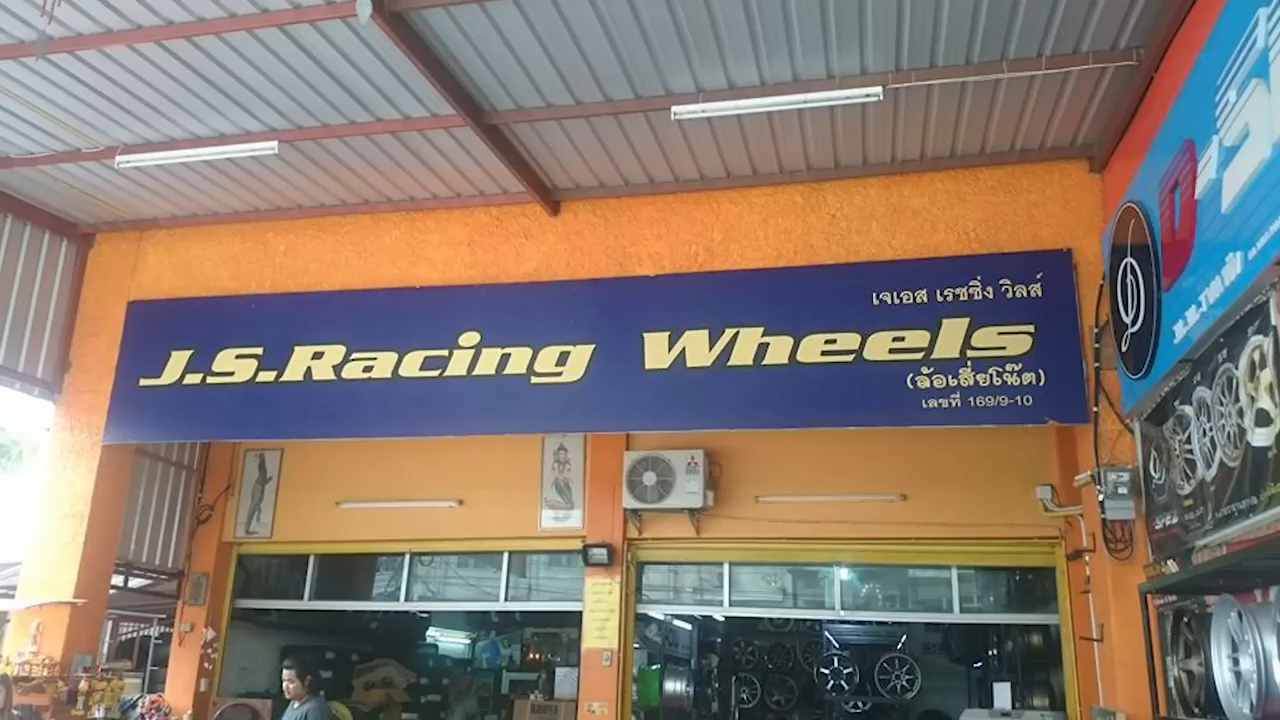 เจเอส เรซซิ่ง วิลส์
J.S.Racing Wheels
(ล้อเสี่ยโน๊ต)
เลขที่ 169/9-10